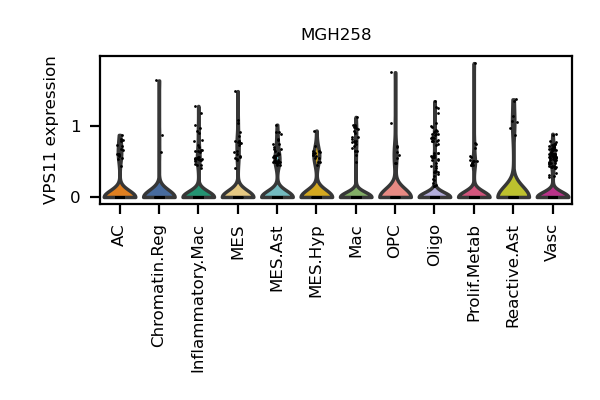 MGH258
VPS11 expression
1
0
AC
Chromatin.Reg
Inflammatory.Mac
MES
MES.Ast
MES.Hyp
Mac
OPC
Oligo
Prolif.Metab
Reactive.Ast
Vasc